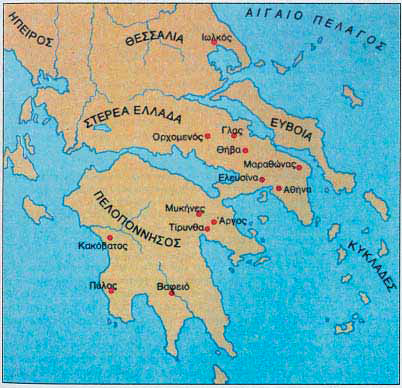 ΑΙΓΑΙΟ ΠΕΛΑΓΟΣ
ΗΠΕΙΡΟΣ
ΘΕΣΣΑΛΙΑ
Ιωλκός
ΣΤΕΡΕΑ ΕΛΛΑΔΑ
ΕΥΒΟΙΑ
Ορχομενός
Γλας
Θήβα
Μαραθώνας
Ελευσίνα
Αθήνα
ΠΕΛΟΠΟΝΝΗΣΟΣ
Μυκήνες
Άργος
Τίρυνθα
Κακόβατος
ΚΥΚΛΑΔΕΣ
Πύλος
Βαφειό